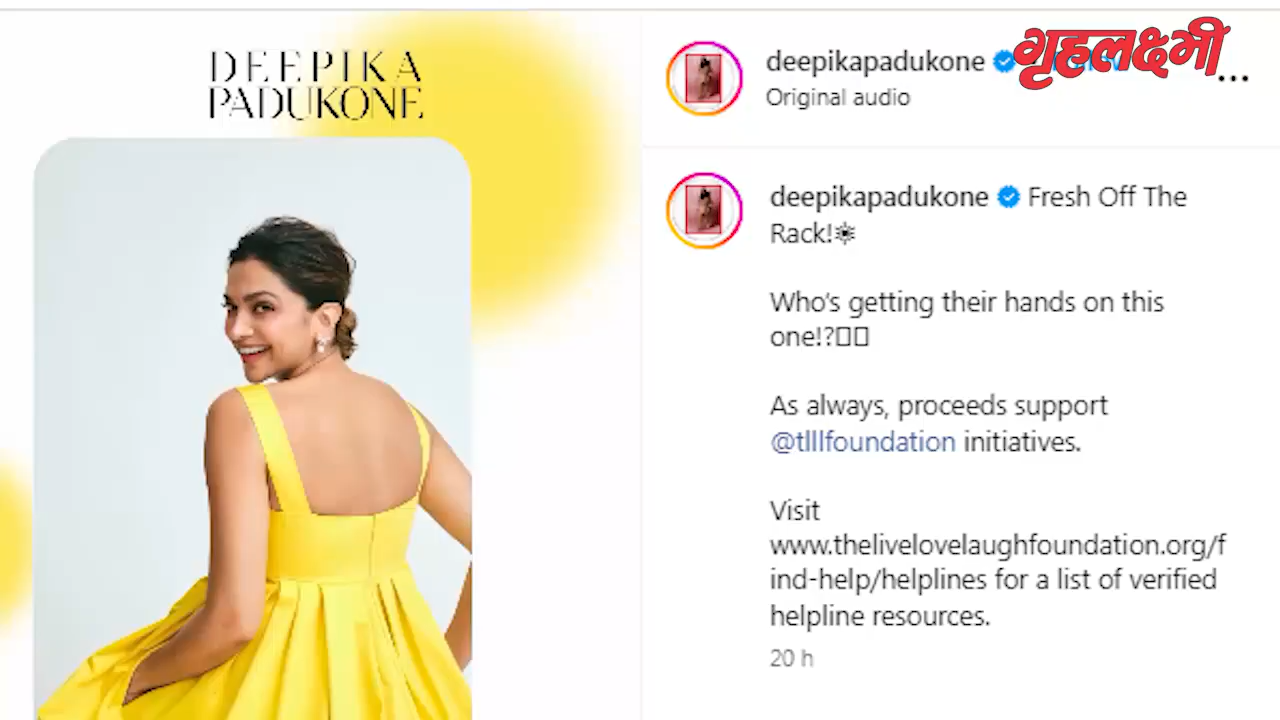 DEEPIKA
PADUKONE
deepikapadukone
Original audio
गृहलक्ष्मी
...
deepikapadukone Fresh Off The
Rack!☀
Who's getting their hands on this
one!?
As always, proceeds support
@tlllfoundation initiatives.
Visit
www.thelivelovelaughfoundation.org/f
ind-help/helplines for a list of verified
helpline resources.
20 h